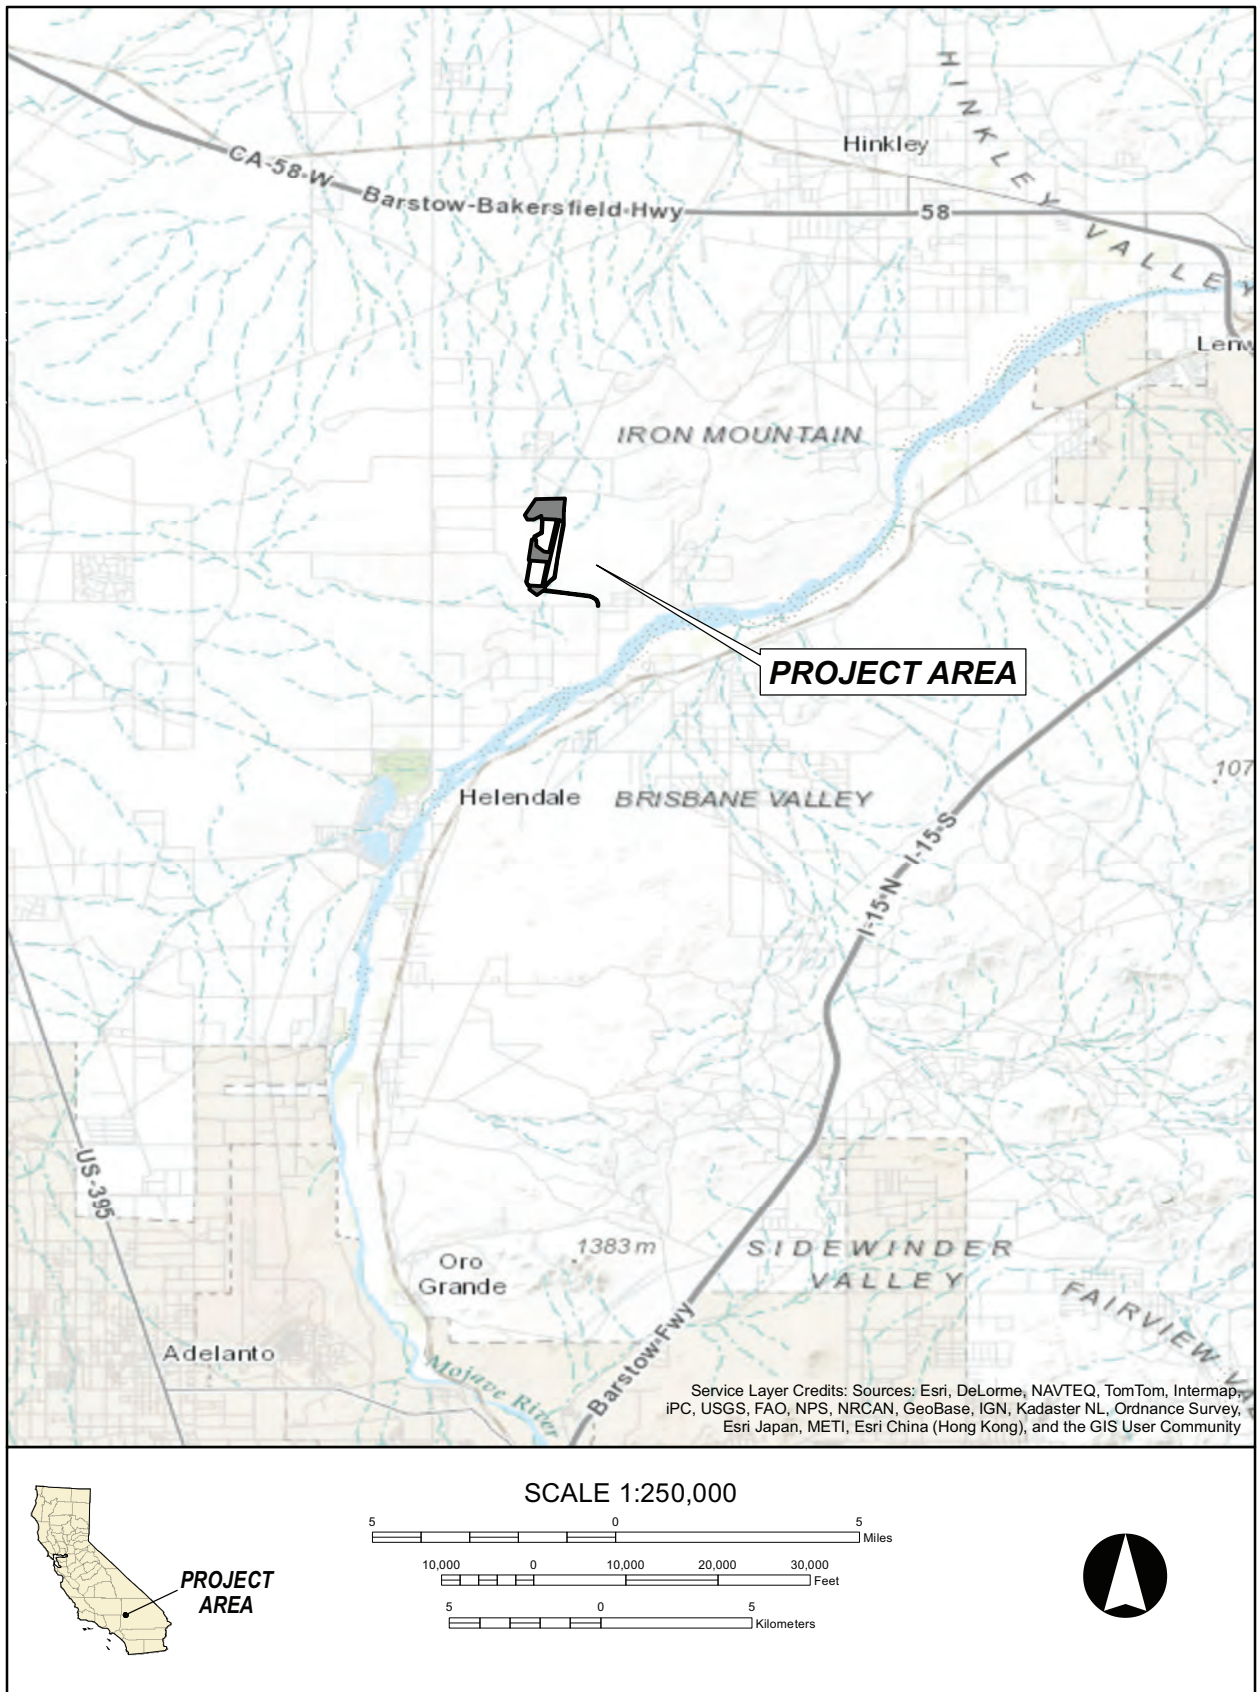 HINKLEY VALLEY
Hinkley
CA-58-W
Barstow-Bakersfield-Hwy
58
IRON MOUNTAIN
PROJECT AREA
Helendale
BRISBANE VALLEY
I-15-S
I-15-N
US-395
Oro
Grande
1383 m
SIDEWINDER
VALLEY
FAIRVIEW
Adelanto
Mojave River
Barstow-Fwy
Service Layer Credits: Sources: Esri, DeLorme, NAVTEQ, TomTom, Intermap,
iPC, USGS, FAO, NPS, NRCAN, GeoBase, IGN, Kadaster NL, Ordnance Survey,
Esri Japan, METI, Esri China (Hong Kong), and the GIS User Community
SCALE 1:250,000
5 0 5
Miles
10,000 0 10,000 20,000 30,000
Feet
5 0 5
Kilometers
PROJECT
AREA